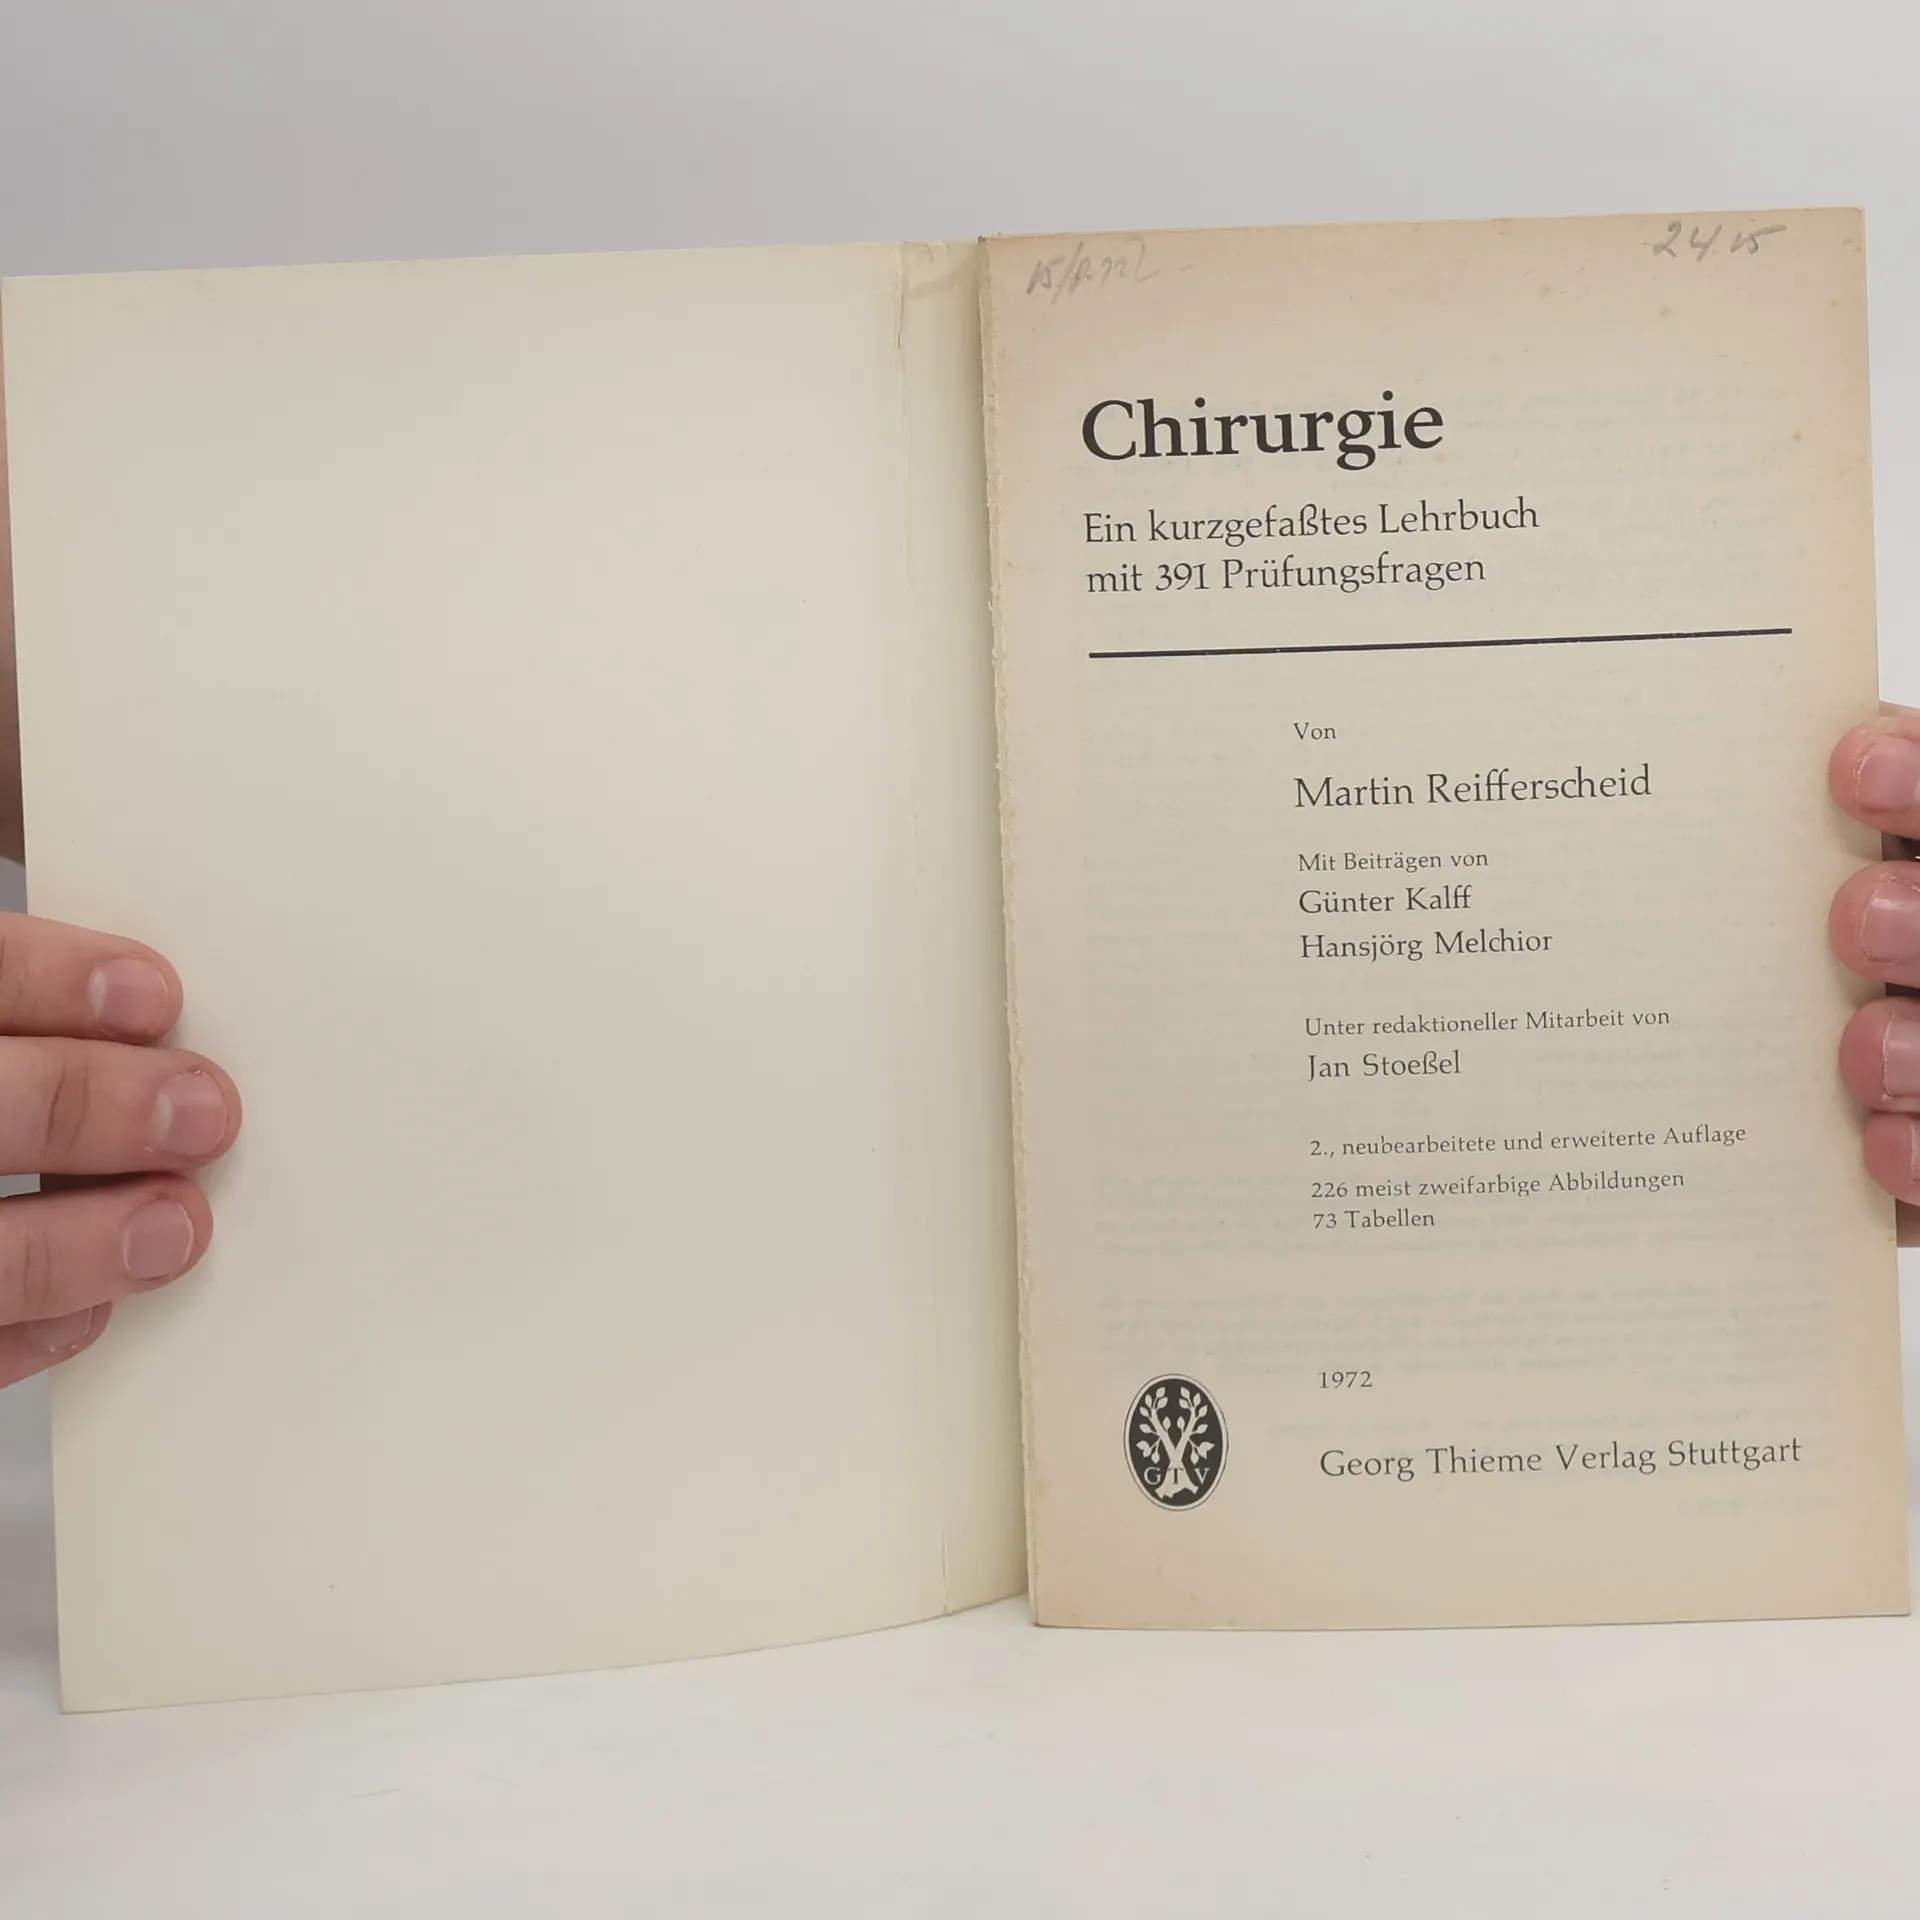 24.15
Chirurgie
Ein kurzgefaßtes Lehrbuch
mit 391 Prüfungsfragen
Von
Martin Reifferscheid
Mit Beiträgen von
Günter Kalff
Hansjörg Melchior
Unter redaktioneller Mitarbeit von
Jan Stoeßel
2., neubearbeitete und erweiterte Auflage
226 meist zweifarbige Abbildungen
73 Tabellen
1972
GTV
Georg Thieme Verlag Stuttgart